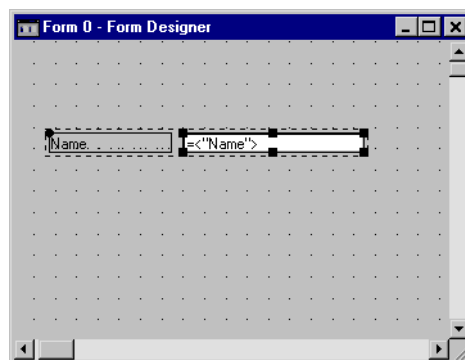 Form 0 - Form Designer
Name. . .. ... ... ...
=<"Name">